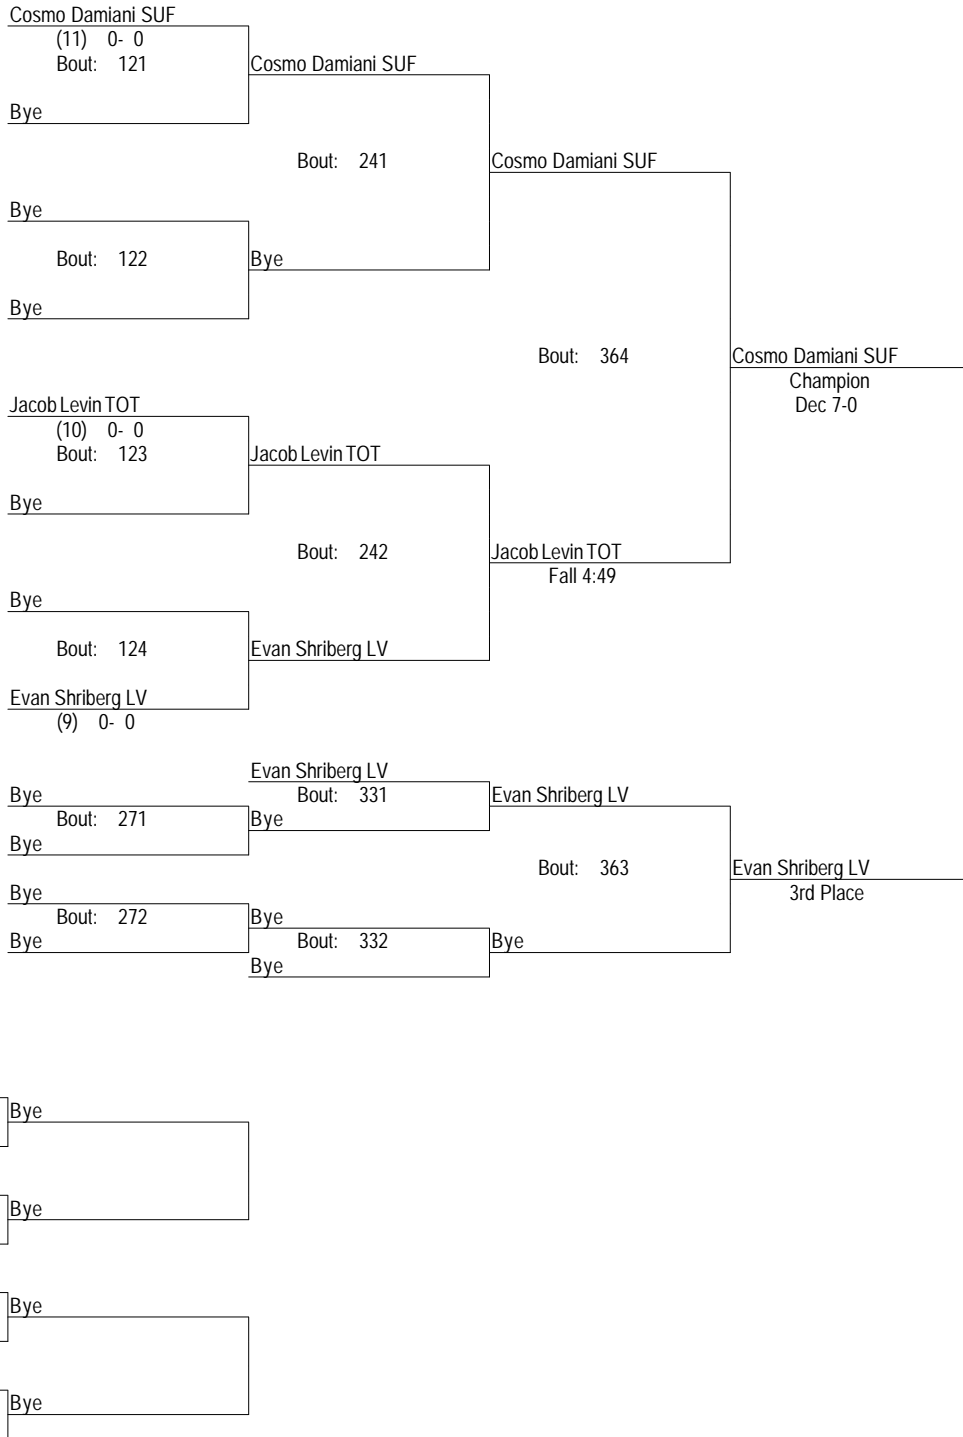 Cosmo Damiani SUF
(11) 0- 0
Bout: 121
Cosmo Damiani SUF
Bye
Bout: 241
Cosmo Damiani SUF
Bye
Bout: 122
Bye
Bye
Bout: 364
Cosmo Damiani SUF
Champion
Dec 7-0
Jacob Levin TOT
(10) 0- 0
Bout: 123
Jacob Levin TOT
Bye
Bout: 242
Jacob Levin TOT
Fall 4:49
Bye
Bout: 124
Evan Shriberg LV
Evan Shriberg LV
(9) 0- 0
Evan Shriberg LV
Bye
Bout: 331
Evan Shriberg LV
Bout: 271
Bye
Bye
Bout: 363
Evan Shriberg LV
3rd Place
Bye
Bout: 272
Bye
Bye
Bout: 332
Bye
Bye
Bye
Bye
Bye
Bye